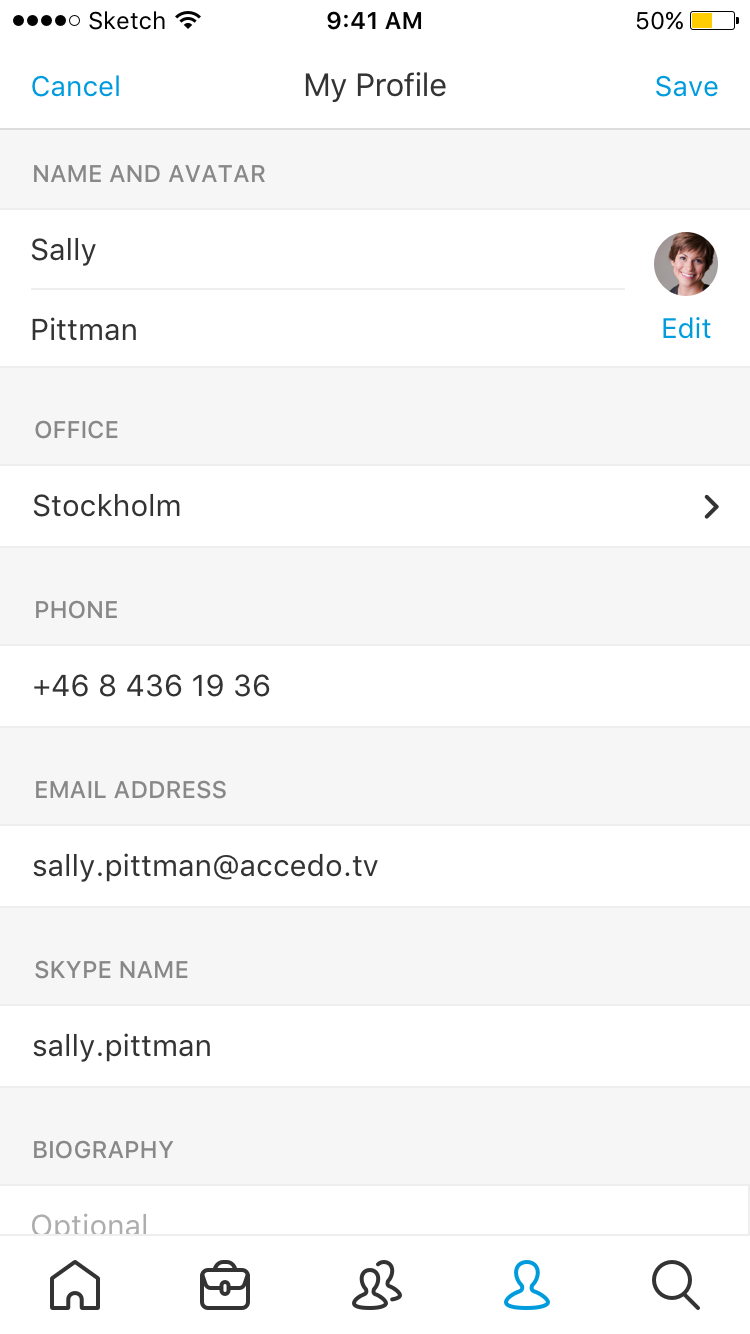 Sketch 9:41 AM 50%
Cancel My Profile Save
NAME AND AVATAR
Sally
Pittman
Edit
OFFICE
Stockholm
PHONE
+46 8 436 19 36
EMAIL ADDRESS
sally.pittman@accedo.tv
SKYPE NAME
sally.pittman
BIOGRAPHY
Optional